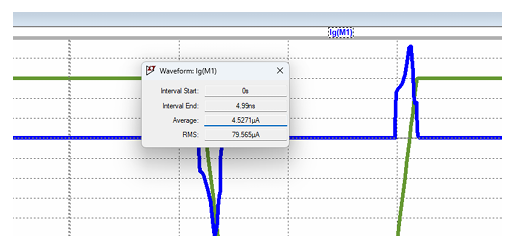 Ig(M1)
Waveform: Ig(M1)
Interval Start: 0s
Interval End: 4.99ns
Average: 4.5271µA
RMS: 79.565µA